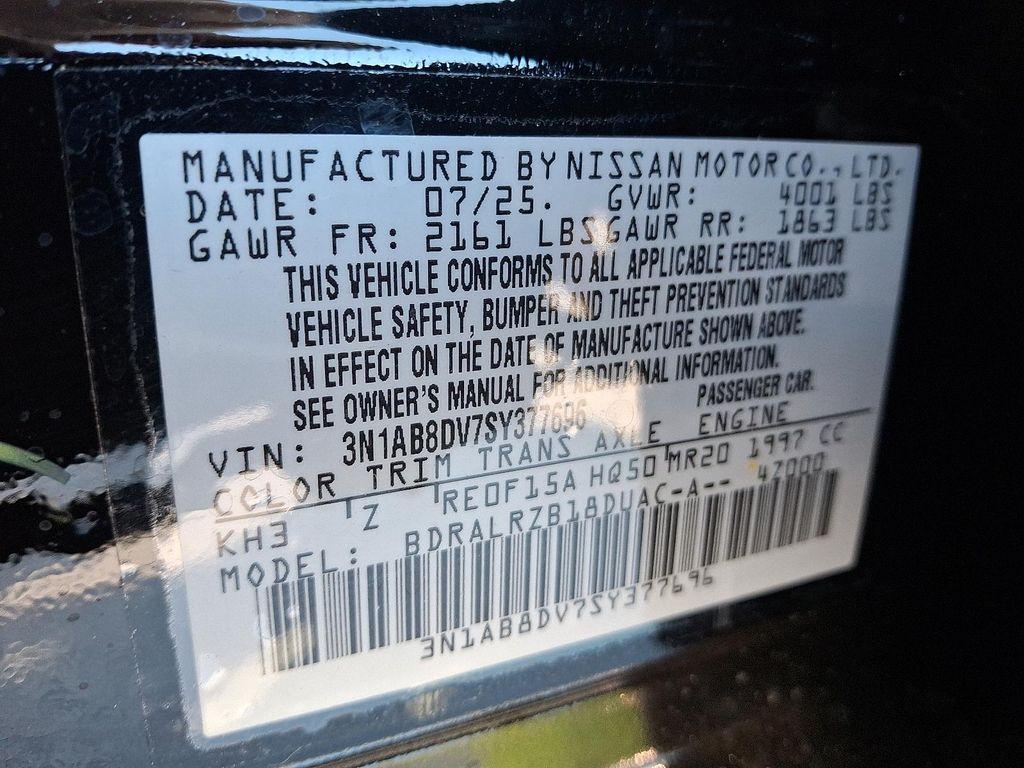 MANUFACTURED BY NISSAN MOTOR CO., LTD.
DATE: 07/25. GVWR: 4001 LBS
GAWR FR: 2161 LBS GAWR RR: 1863 LBS
THIS VEHICLE CONFORMS TO ALL APPLICABLE FEDERAL MOTOR
VEHICLE SAFETY, BUMPER AND THEFT PREVENTION STANDARDS
IN EFFECT ON THE DATE OF MANUFACTURE SHOWN ABOVE.
SEE OWNER'S MANUAL FOR ADDITIONAL INFORMATION.
VIN: 3N1AB8DV7SY377696 PASSENGER CAR.
COLOR TRIM TRANS AXLE ENGINE
KH3 Z RE0F15A HQ50 MR20 1997 CC
MODEL: BDRALRZB18DUAC-A-- 47000
3N1AB8DV7SY377696